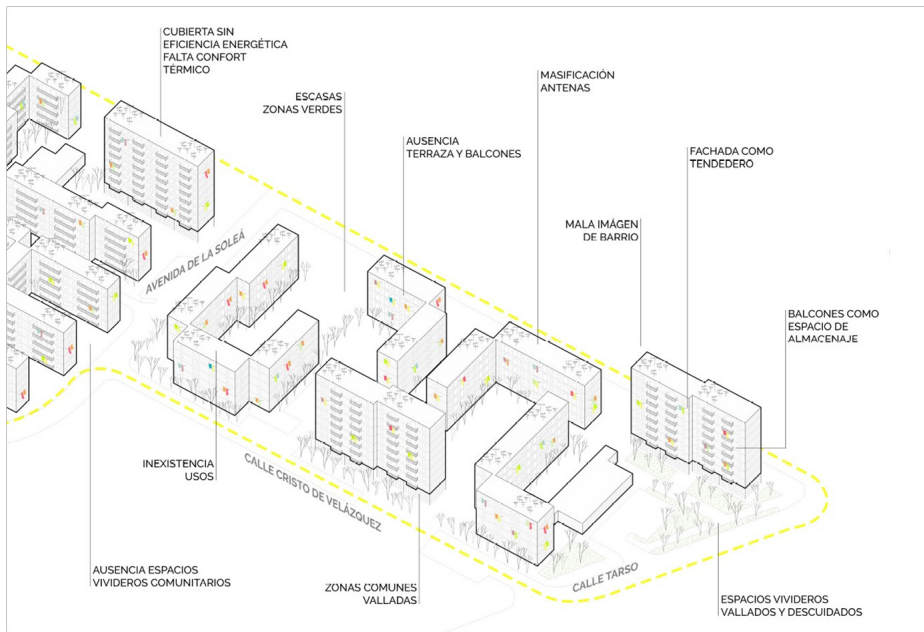 CUBIERTA SIN
EFICIENCIA ENERGÉTICA
FALTA CONFORT
TÉRMICO
ESCASAS
ZONAS VERDES
AUSENCIA
TERRAZA Y BALCONES
MASIFICACIÓN
ANTENAS
FACHADA COMO
TENDEDERO
MALA IMÁGEN
DE BARRIO
BALCONES COMO
ESPACIO DE
ALMACENAJE
AVENIDA DE LA SOLEÁ
INEXISTENCIA
USOS
CALLE CRISTO DE VELÁZQUEZ
AUSENCIA ESPACIOS
VIVIDEROS COMUNITARIOS
ZONAS COMUNES
VALLADAS
CALLE TARSO
ESPACIOS VIVIDEROS
VALLADOS Y DESCUIDADOS